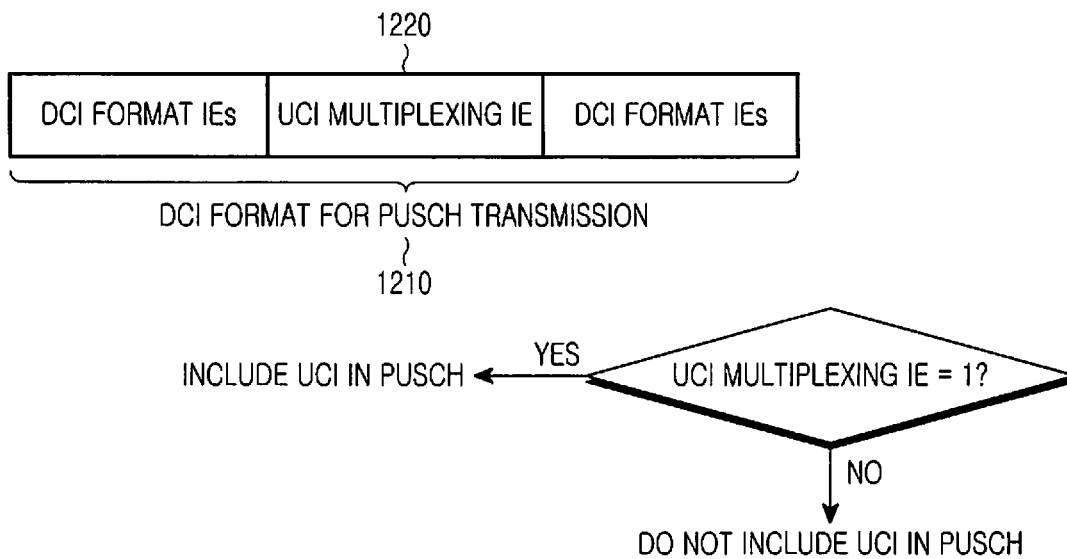 1220
DCI FORMAT IEs UCI MULTIPLEXING IE DCI FORMAT IEs
DCI FORMAT FOR PUSCH TRANSMISSION
1210
INCLUDE UCI IN PUSCH YES UCI MULTIPLEXING IE = 1?
NO
DO NOT INCLUDE UCI IN PUSCH